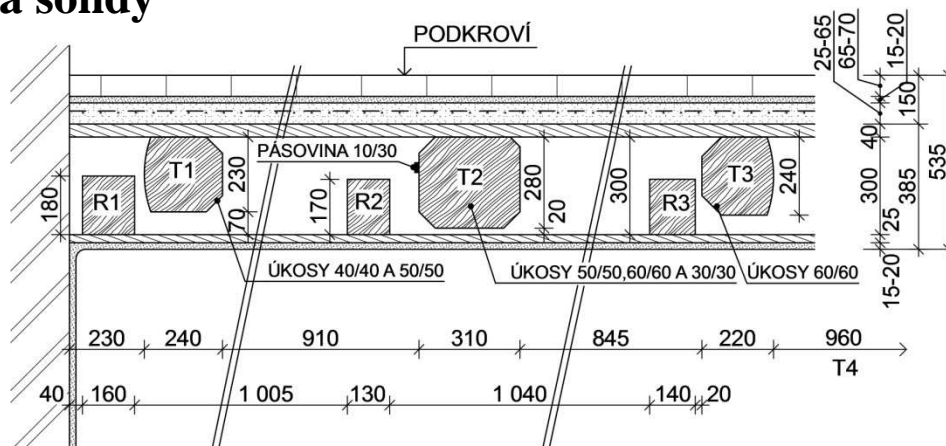 a sondy
PODKROVÍ
25-65
65-70
15-20
150
40
535
300
385
25
15-20
PÁSOVINA 10/30
T1
T2
T3
R1
R2
R3
180
230
70
170
280
20
300
240
ÚKOSY 40/40 A 50/50
ÚKOSY 50/50,60/60 A 30/30
ÚKOSY 60/60
230 240 910 310 845 220 960
T4
40 160 1 005 130 1 040 140 20